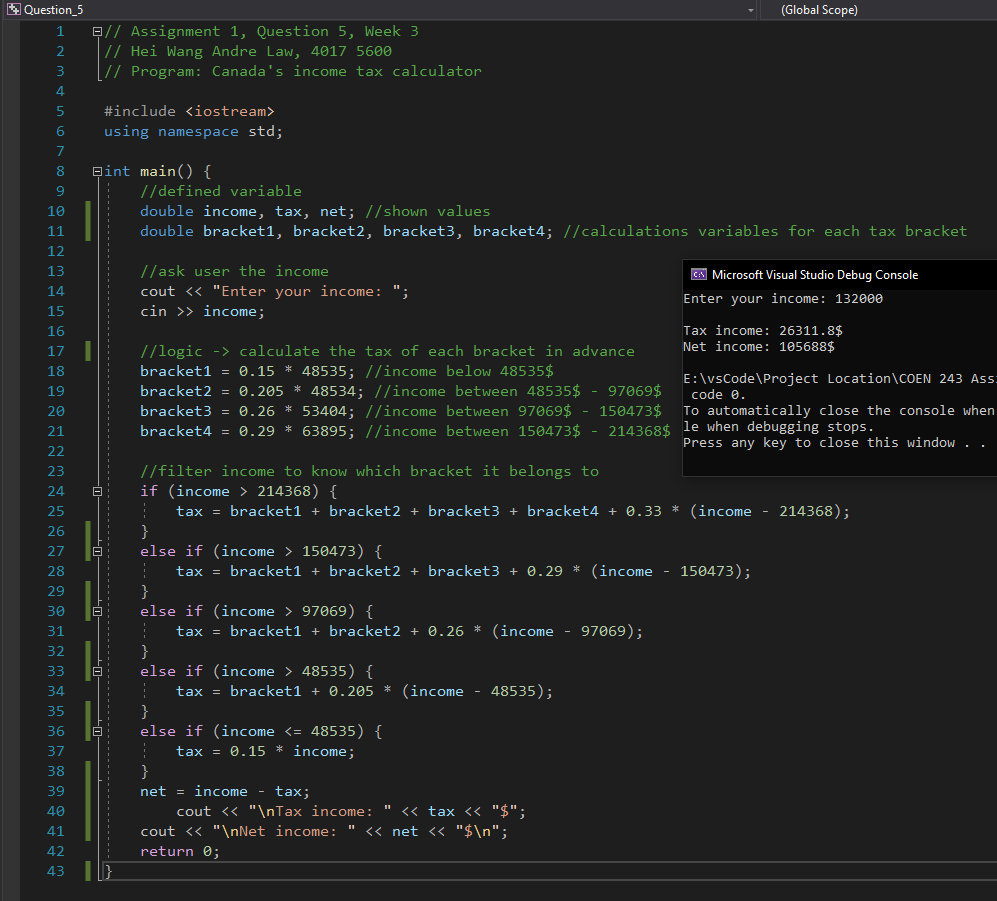 Question_5
(Global Scope)
1 // Assignment 1, Question 5, Week 3
2 // Hei Wang Andre Law, 4017 5600
3 // Program: Canada's income tax calculator
4
5 #include <iostream>
6 using namespace std;
7
8 int main() {
9 //defined variable
10 double income, tax, net; //shown values
11 double bracket1, bracket2, bracket3, bracket4; //calculations variables for each tax bracket
12
13 //ask user the income
14 cout << "Enter your income: ";
15 cin >> income;
16
17 //logic -> calculate the tax of each bracket in advance
18 bracket1 = 0.15 * 48535; //income below 48535$
19 bracket2 = 0.205 * 48534; //income between 48535$ - 97069$
20 bracket3 = 0.26 * 53404; //income between 97069$ - 150473$
21 bracket4 = 0.29 * 63895; //income between 150473$ - 214368$
22
23 //filter income to know which bracket it belongs to
24 if (income > 214368) {
25 tax = bracket1 + bracket2 + bracket3 + bracket4 + 0.33 * (income - 214368);
26 }
27 else if (income > 150473) {
28 tax = bracket1 + bracket2 + bracket3 + 0.29 * (income - 150473);
29 }
30 else if (income > 97069) {
31 tax = bracket1 + bracket2 + 0.26 * (income - 97069);
32 }
33 else if (income > 48535) {
34 tax = bracket1 + 0.205 * (income - 48535);
35 }
36 else if (income <= 48535) {
37 tax = 0.15 * income;
38 }
39 net = income - tax;
40 cout << "\nTax income: " << tax << "$";
41 cout << "\nNet income: " << net << "$\n";
42 return 0;
43 }
Microsoft Visual Studio Debug Console
Enter your income: 132000
Tax income: 26311.8$
Net income: 105688$
E:\vsCode\Project Location\COEN 243 Assi
code 0.
To automatically close the console when
le when debugging stops.
Press any key to close this window . .